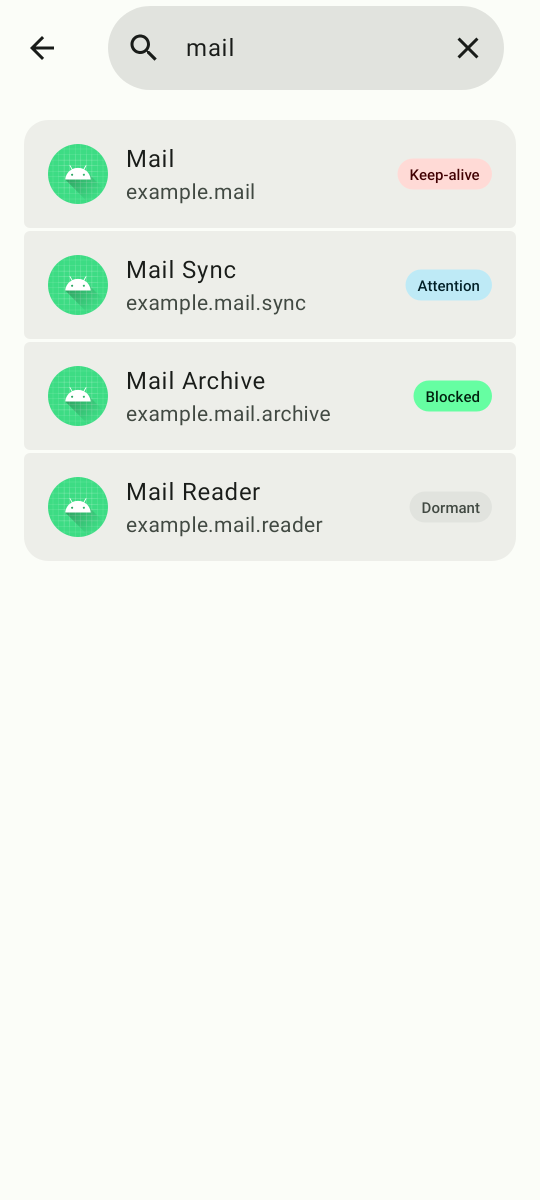 mail
Mail
example.mail
Keep-alive
Mail Sync
example.mail.sync
Attention
Mail Archive
example.mail.archive
Blocked
Mail Reader
example.mail.reader
Dormant